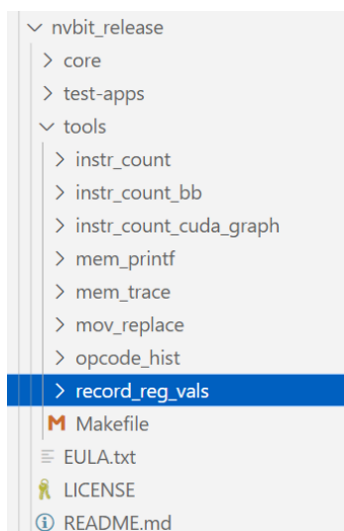 nvbit_release
core
test-apps
tools
instr_count
instr_count_bb
instr_count_cuda_graph
mem_printf
mem_trace
mov_replace
opcode_hist
record_reg_vals
M Makefile
EULA.txt
LICENSE
README.md